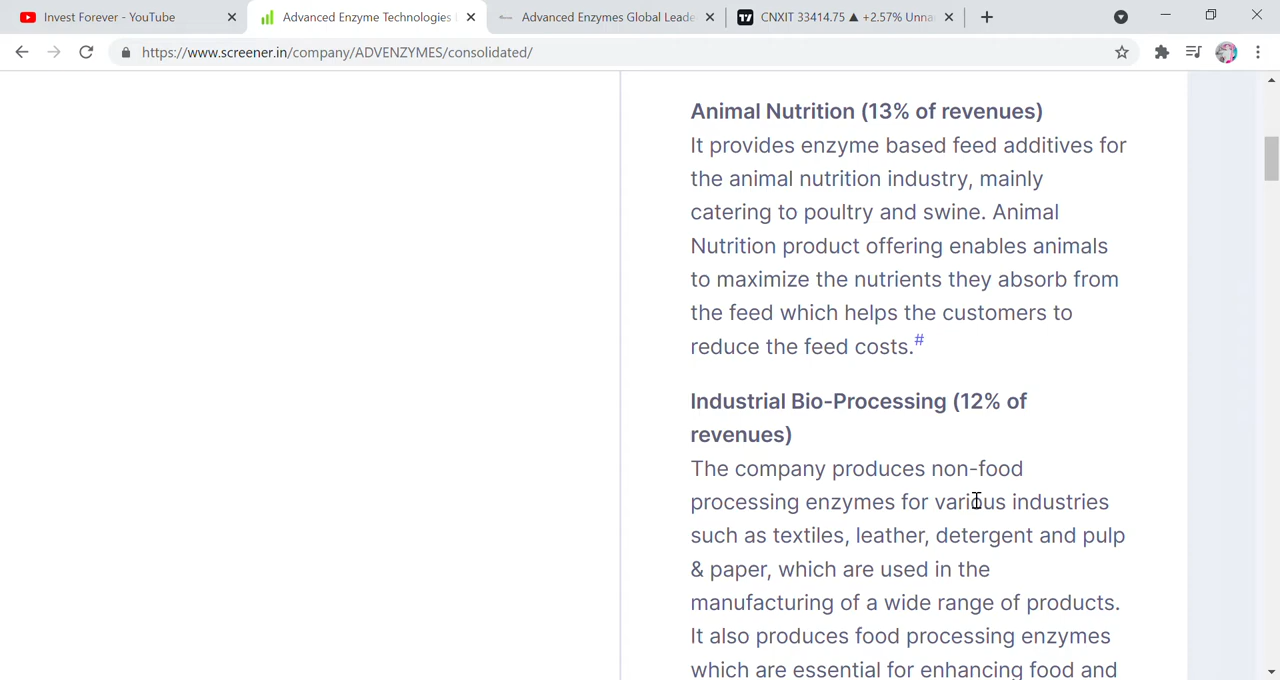 Invest Forever - YouTube
Advanced Enzyme Technologies
Advanced Enzymes Global Leade
CNXIT 33414.75 ▲ +2.57% Unna
https://www.screener.in/company/ADVENZYMES/consolidated/
Animal Nutrition (13% of revenues)
It provides enzyme based feed additives for
the animal nutrition industry, mainly
catering to poultry and swine. Animal
Nutrition product offering enables animals
to maximize the nutrients they absorb from
the feed which helps the customers to
reduce the feed costs.#
Industrial Bio-Processing (12% of
revenues)
The company produces non-food
processing enzymes for various industries
such as textiles, leather, detergent and pulp
& paper, which are used in the
manufacturing of a wide range of products.
It also produces food processing enzymes
which are essential for enhancing food and